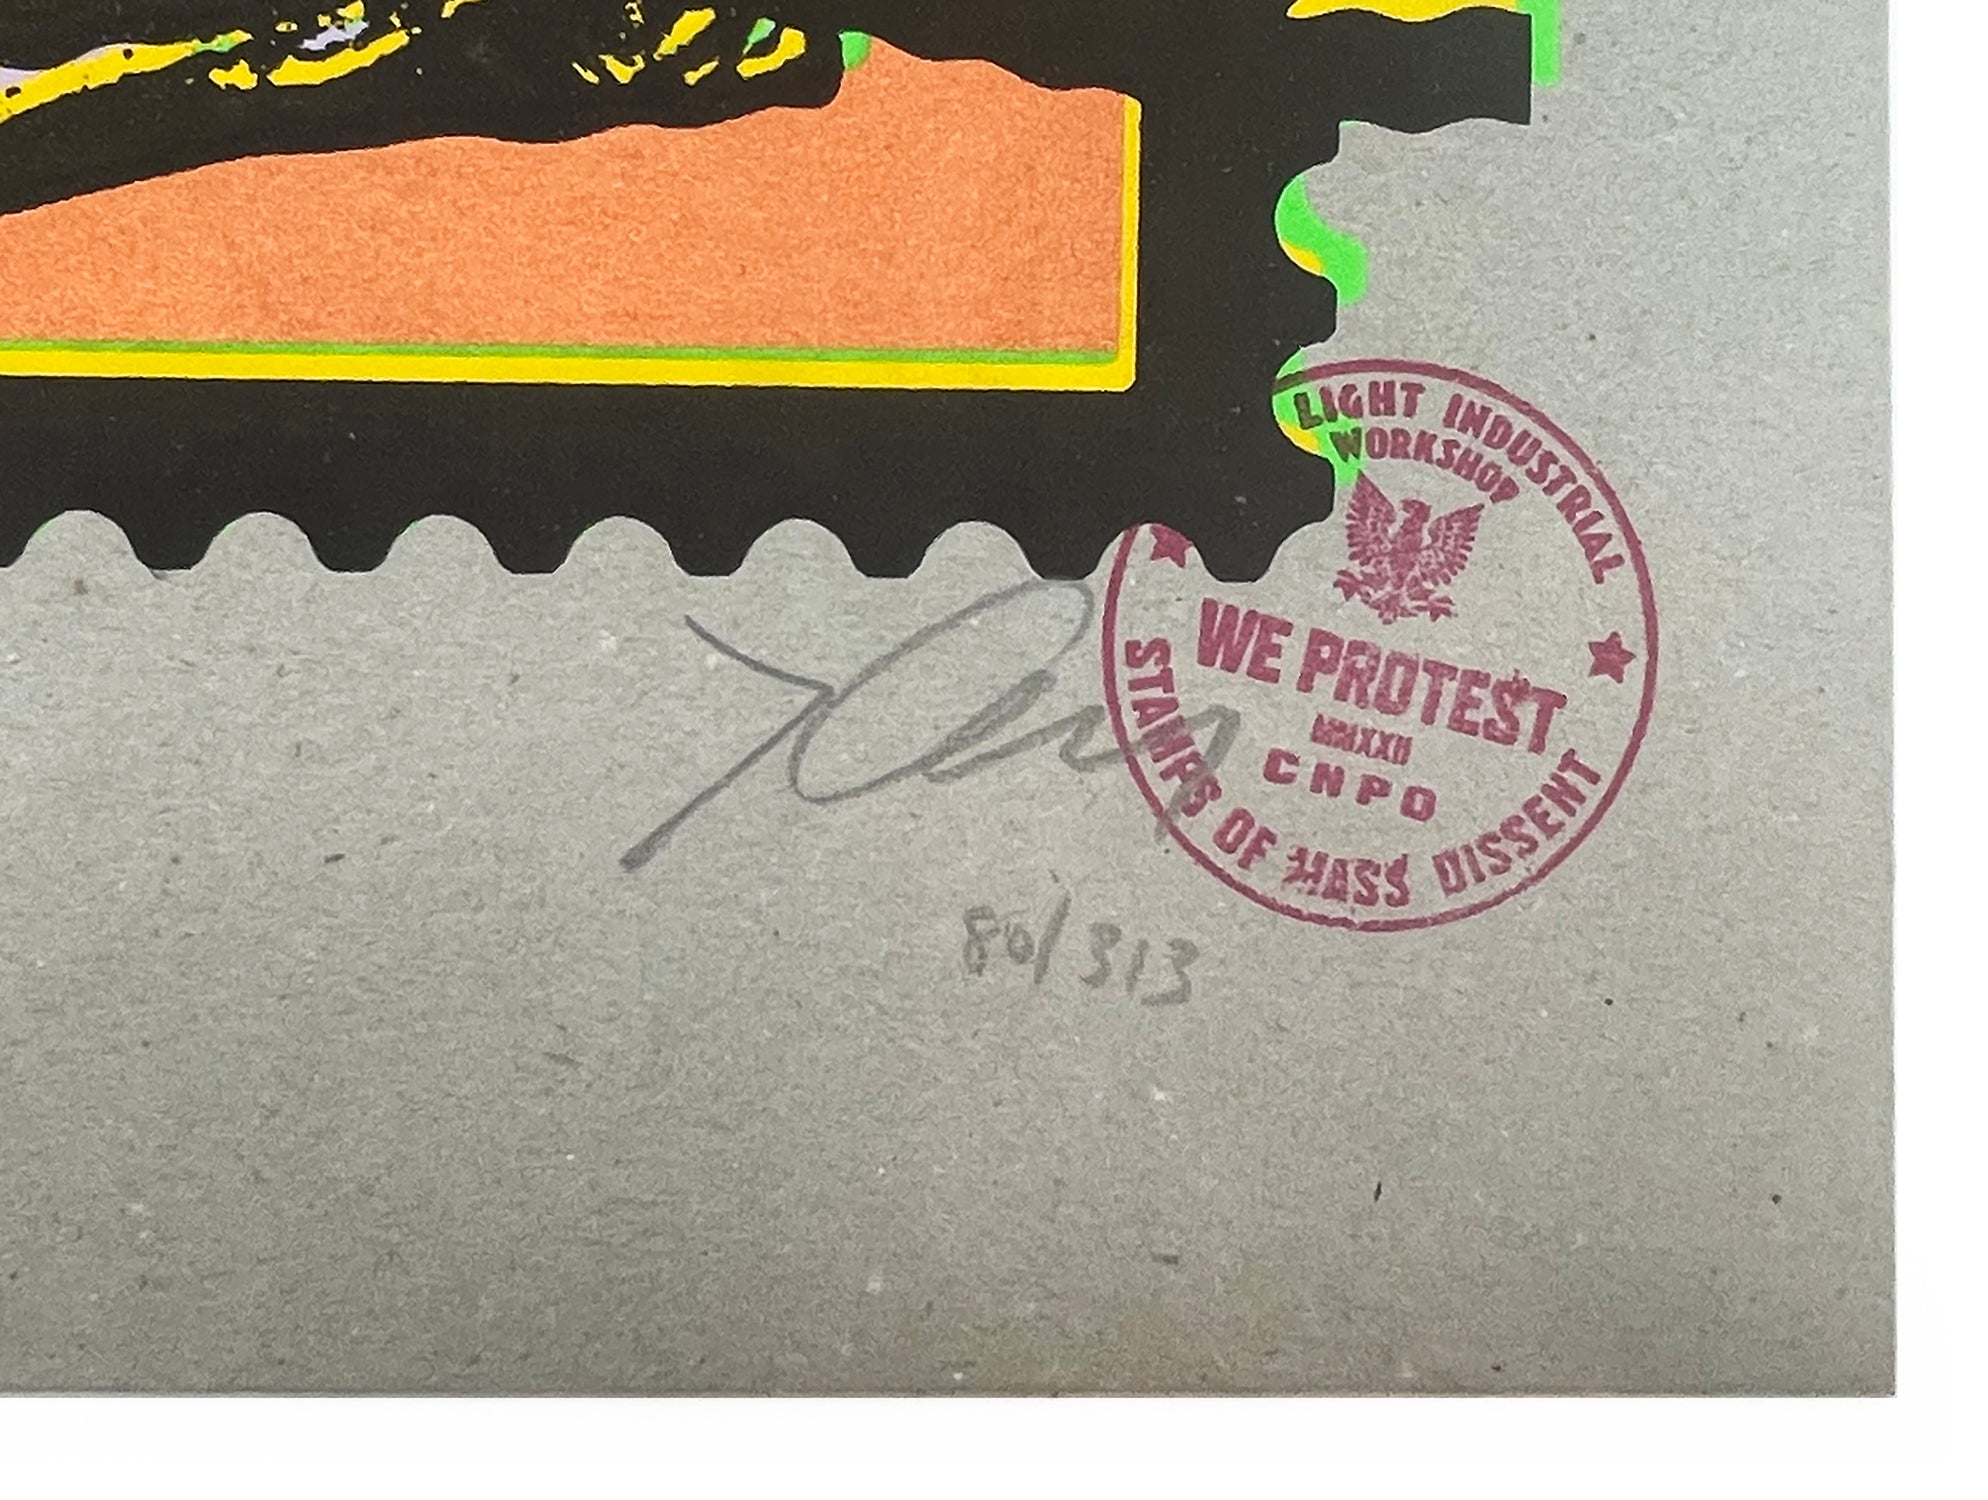 LIGHT INDUSTRIAL
WORKSHOP
WE PROTEST
MMXXII
CNPO
STAMPS OF MASS DISSENT
80/313